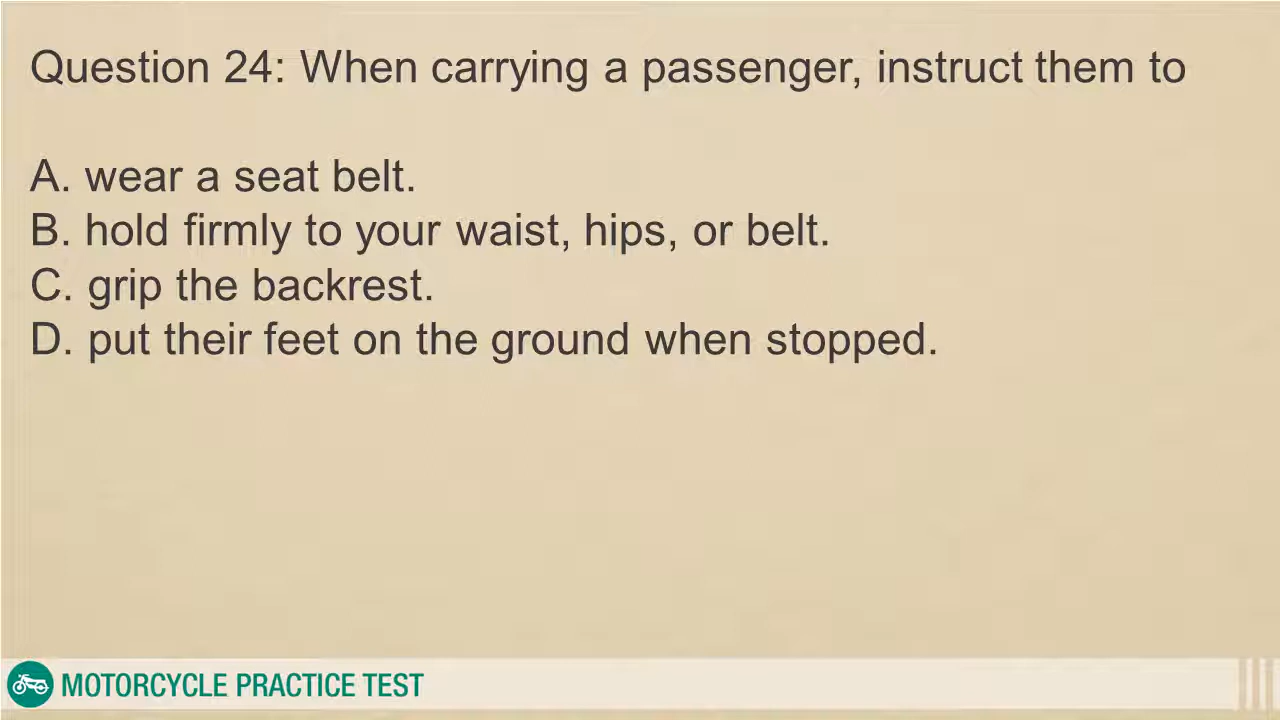 Question 24: When carrying a passenger, instruct them to
A. wear a seat belt.
B. hold firmly to your waist, hips, or belt.
C. grip the backrest.
D. put their feet on the ground when stopped.
MOTORCYCLE PRACTICE TEST